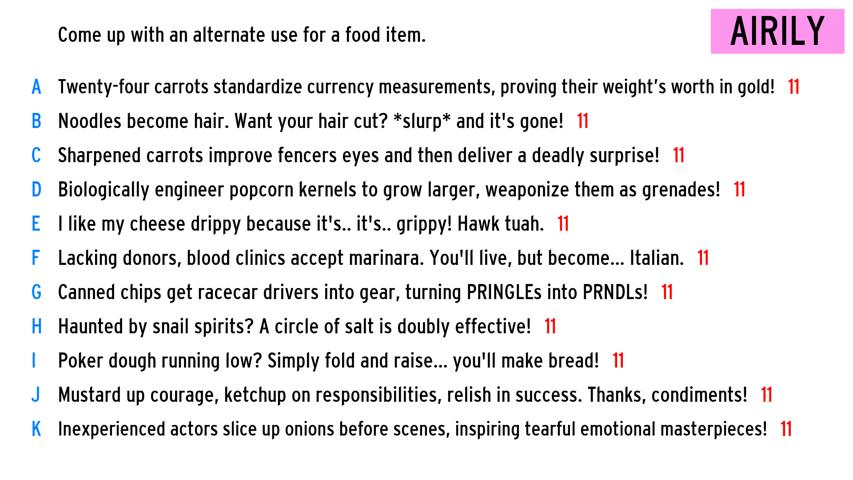 Come up with an alternate use for a food item.
AIRILY
A Twenty-four carrots standardize currency measurements, proving their weight's worth in gold! 11
B Noodles become hair. Want your hair cut? *slurp* and it's gone! 11
C Sharpened carrots improve fencers eyes and then deliver a deadly surprise! 11
D Biologically engineer popcorn kernels to grow larger, weaponize them as grenades! 11
E I like my cheese drippy because it's.. it's.. grippy! Hawk tuah. 11
F Lacking donors, blood clinics accept marinara. You'll live, but become... Italian. 11
G Canned chips get racecar drivers into gear, turning PRINGLEs into PRNDLs! 11
H Haunted by snail spirits? A circle of salt is doubly effective! 11
I Poker dough running low? Simply fold and raise... you'll make bread! 11
J Mustard up courage, ketchup on responsibilities, relish in success. Thanks, condiments! 11
K Inexperienced actors slice up onions before scenes, inspiring tearful emotional masterpieces! 11